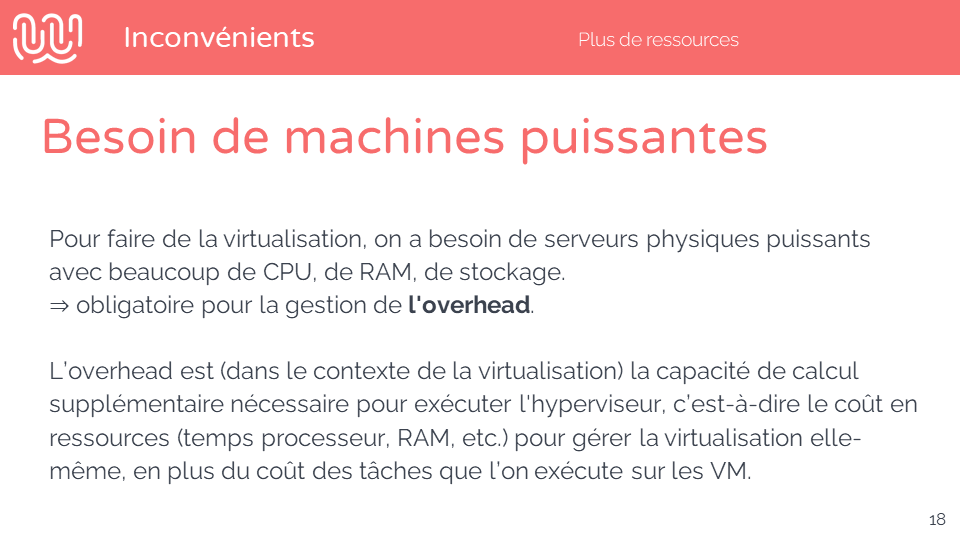 Inconvénients
Plus de ressources
Besoin de machines puissantes
Pour faire de la virtualisation, on a besoin de serveurs physiques puissants
avec beaucoup de CPU, de RAM, de stockage.
⇒ obligatoire pour la gestion de l'overhead.
L’overhead est (dans le contexte de la virtualisation) la capacité de calcul
supplémentaire nécessaire pour exécuter l'hyperviseur, c’est-à-dire le coût en
ressources (temps processeur, RAM, etc.) pour gérer la virtualisation elle-
même, en plus du coût des tâches que l’on exécute sur les VM.
18